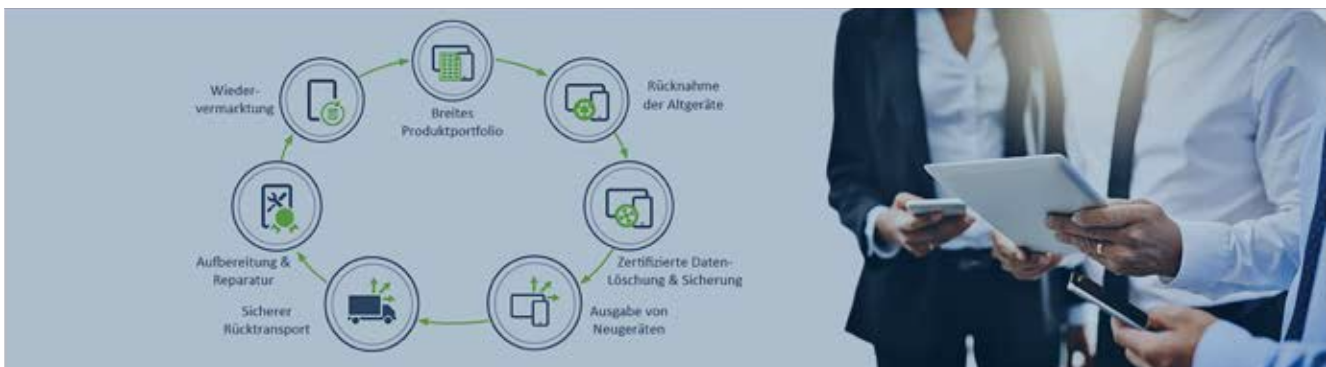 Breites
Produktportfolio
Rücknahme
der Altgeräte
Zertifizierte Daten-
Löschung & Sicherung
Ausgabe von
Neugeräten
Sicherer
Rücktransport
Aufbereitung &
Reparatur
Wieder-
vermarktung